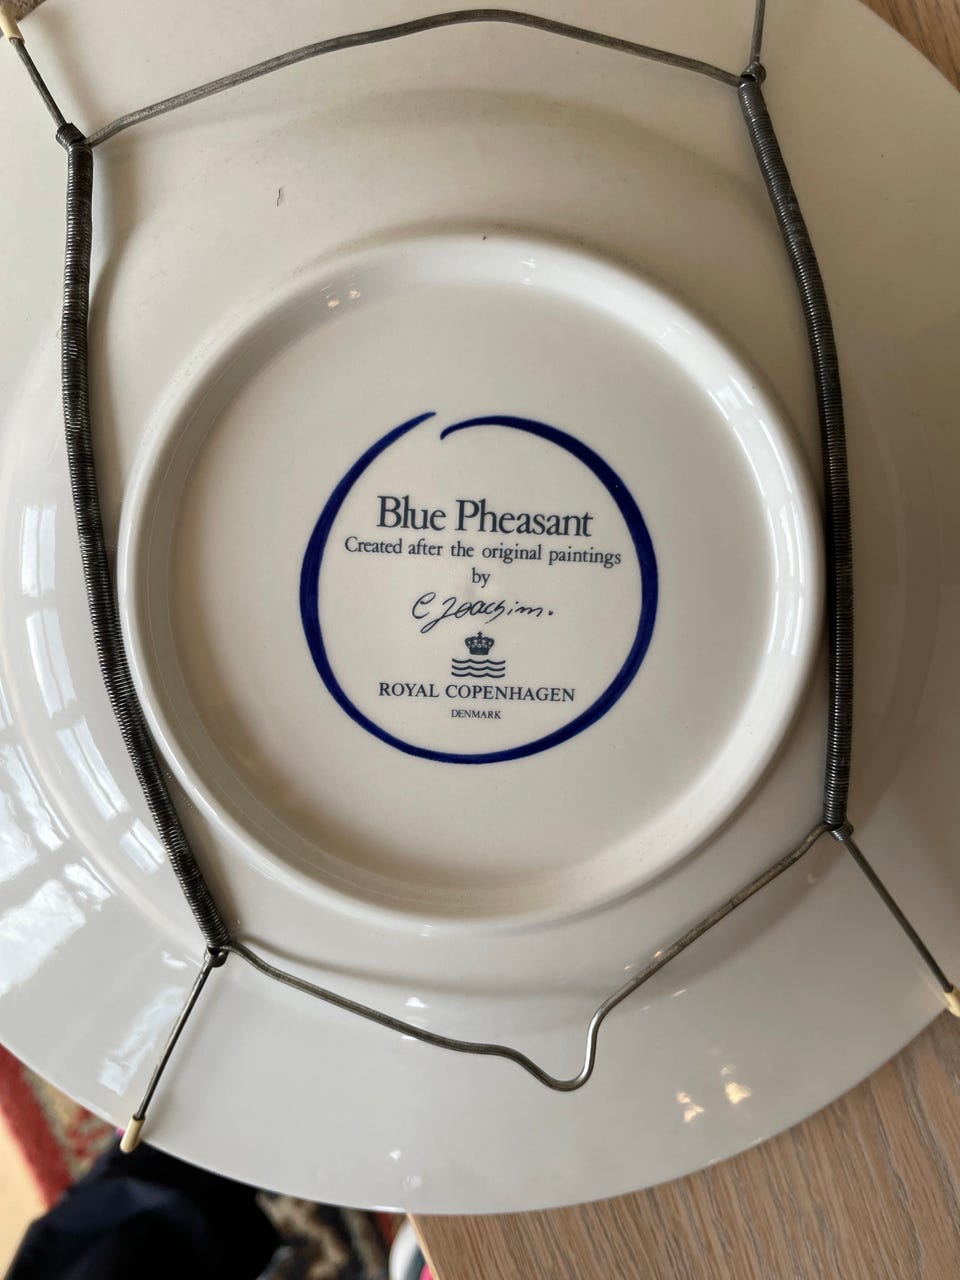 Blue Pheasant
Created after the original paintings
by
C Joachim.
ROYAL COPENHAGEN
DENMARK